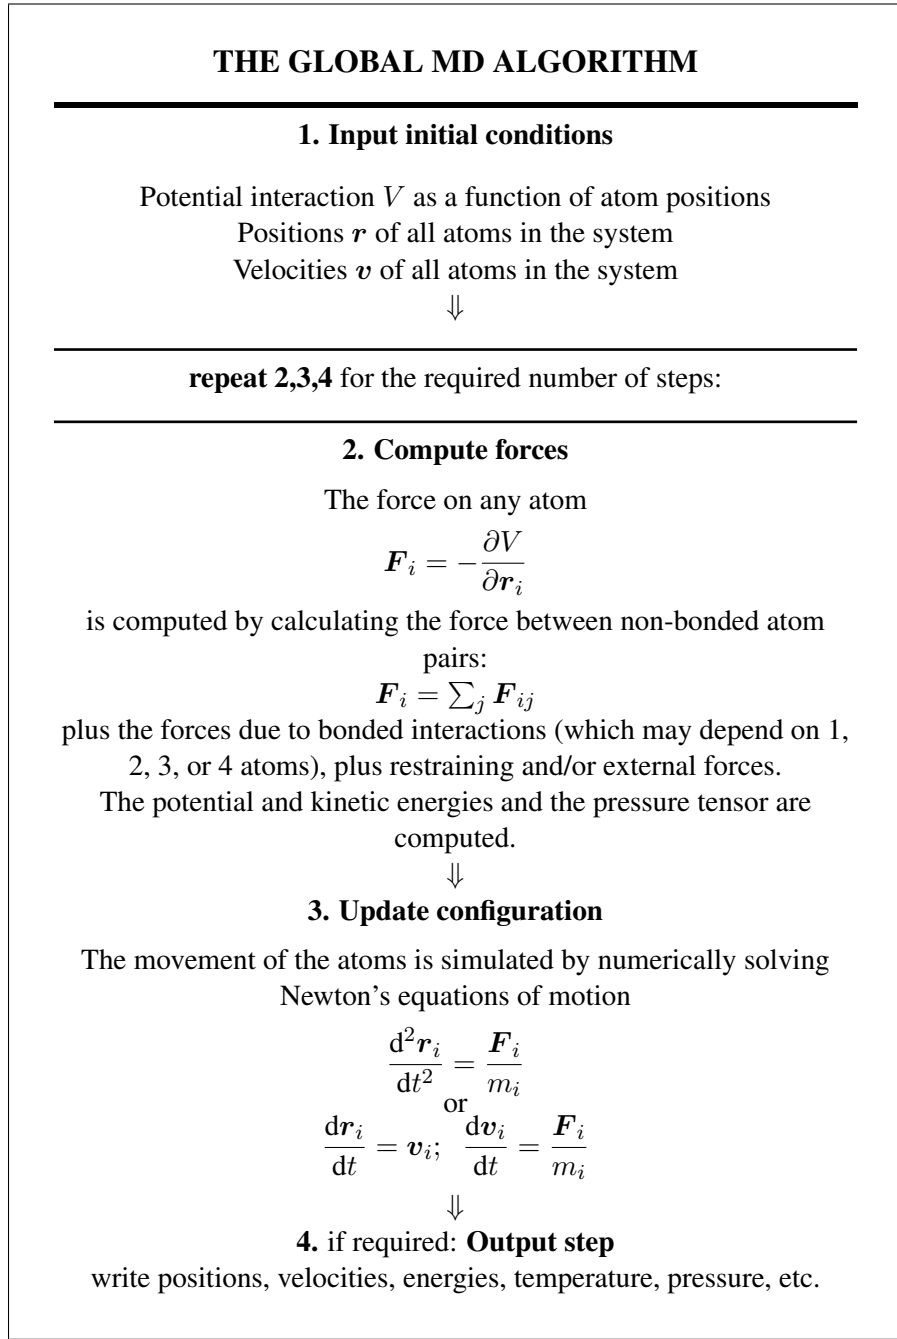 THE GLOBAL MD ALGORITHM
1. Input initial conditions
Potential interaction V as a function of atom positions
Positions r of all atoms in the system
Velocities v of all atoms in the system
⇓
repeat 2,3,4 for the required number of steps:
2. Compute forces
The force on any atom
F_i = −∂V/∂r_i
is computed by calculating the force between non-bonded atom
pairs:
F_i = ∑_j F_ij
plus the forces due to bonded interactions (which may depend on 1,
2, 3, or 4 atoms), plus restraining and/or external forces.
The potential and kinetic energies and the pressure tensor are
computed.
⇓
3. Update configuration
The movement of the atoms is simulated by numerically solving
Newton's equations of motion
d²r_i/dt² = F_i/m_i
or
dr_i/dt = v_i; dv_i/dt = F_i/m_i
⇓
4. if required: Output step
write positions, velocities, energies, temperature, pressure, etc.